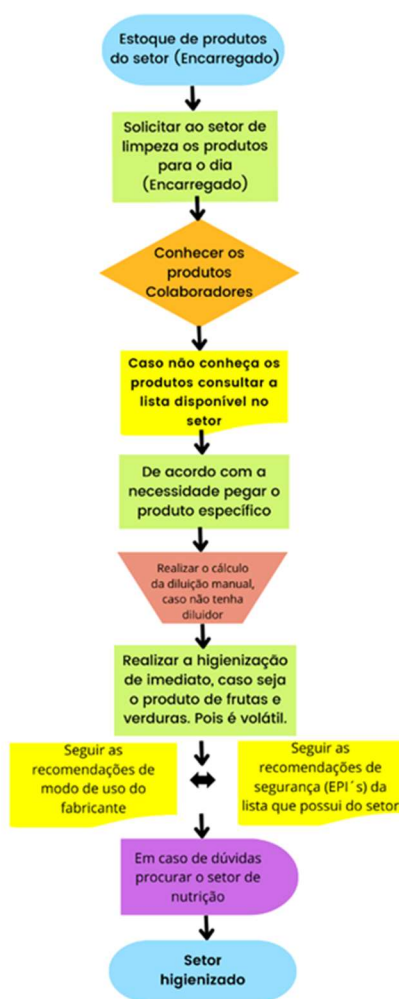 Estoque de produtos
do setor (Encarregado)
Solicitar ao setor de
limpeza os produtos
para o dia
(Encarregado)
Conhecer os
produtos
Colaboradores
Caso não conheça os
produtos consultar a
lista disponível no
setor
De acordo com a
necessidade pegar o
produto específico
Realizar o cálculo
da diluição manual,
caso não tenha
diluidor
Realizar a higienização
de imediato, caso seja
o produto de frutas e
verduras. Pois é volátil.
Seguir as
recomendações de
modo de uso do
fabricante
Seguir as
recomendações de
segurança (EPI´s) da
lista que possui do setor
Em caso de dúvidas
procurar o setor de
nutrição
Setor
higienizado